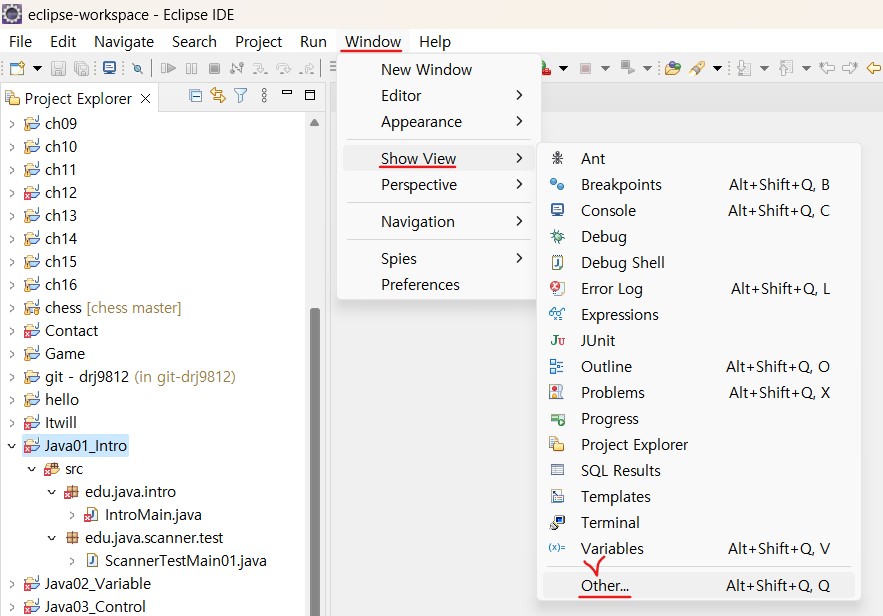 eclipse-workspace - Eclipse IDE
File Edit Navigate Search Project Run Window Help
Project Explorer
ch09
ch10
ch11
ch12
ch13
ch14
ch15
ch16
chess [chess master]
Contact
Game
git - drj9812 (in git-drj9812)
hello
Itwill
Java01_Intro
src
edu.java.intro
IntroMain.java
edu.java.scanner.test
ScannerTestMain01.java
Java02_Variable
Java03_Control
New Window
Editor
Appearance
Show View
Perspective
Navigation
Spies
Preferences
Ant
Breakpoints Alt+Shift+Q, B
Console Alt+Shift+Q, C
Debug
Debug Shell
Error Log Alt+Shift+Q, L
Expressions
Ju JUnit
Outline Alt+Shift+Q, O
Problems Alt+Shift+Q, X
Progress
Project Explorer
SQL Results
Templates
Terminal
(x)= Variables Alt+Shift+Q, V
Other... Alt+Shift+Q, Q